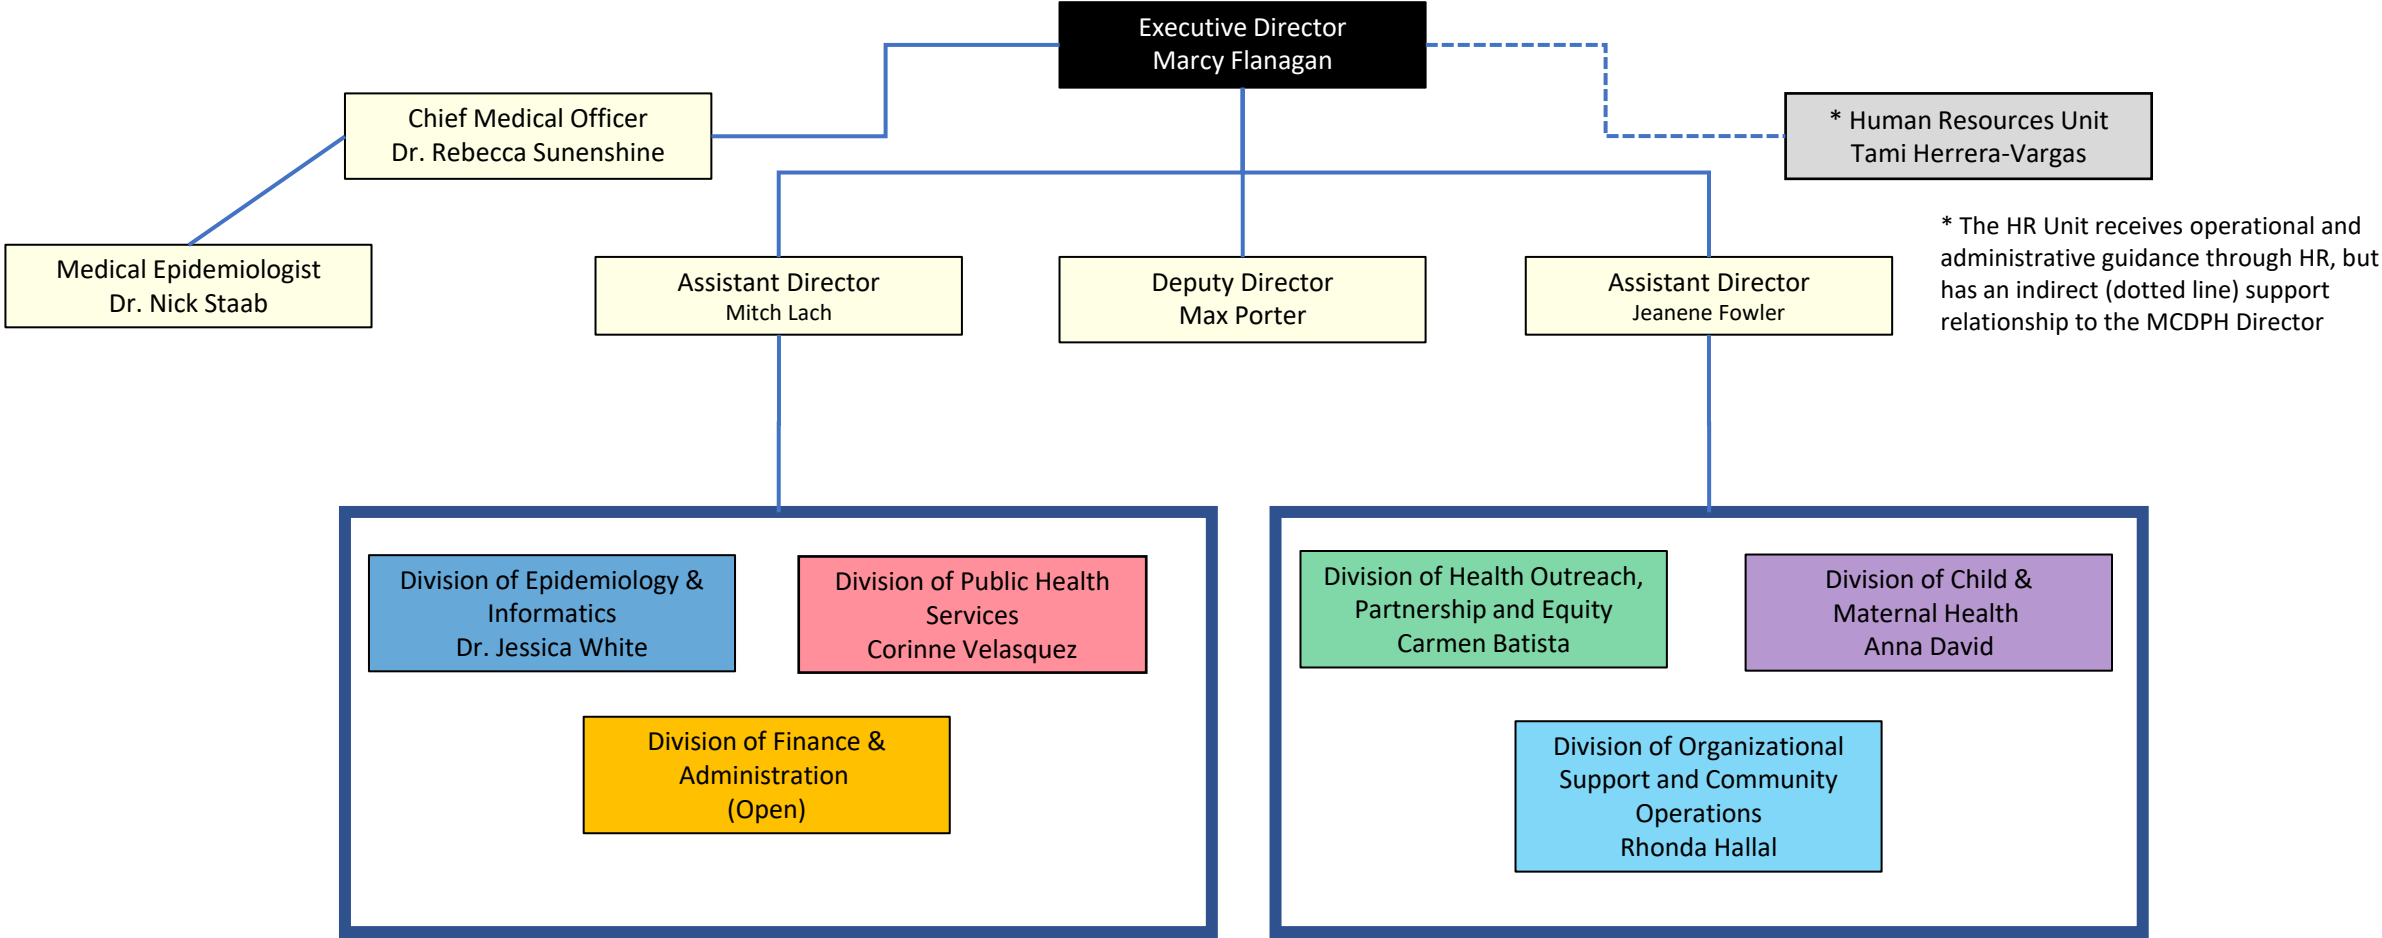 Executive Director
Marcy Flanagan
Chief Medical Officer
Dr. Rebecca Sunenshine
* Human Resources Unit
Tami Herrera-Vargas
* The HR Unit receives operational and
administrative guidance through HR, but
has an indirect (dotted line) support
relationship to the MCDPH Director
Medical Epidemiologist
Dr. Nick Staab
Assistant Director
Mitch Lach
Deputy Director
Max Porter
Assistant Director
Jeanene Fowler
Division of Epidemiology &
Informatics
Dr. Jessica White
Division of Public Health
Services
Corinne Velasquez
Division of Finance &
Administration
(Open)
Division of Health Outreach,
Partnership and Equity
Carmen Batista
Division of Child &
Maternal Health
Anna David
Division of Organizational
Support and Community
Operations
Rhonda Hallal